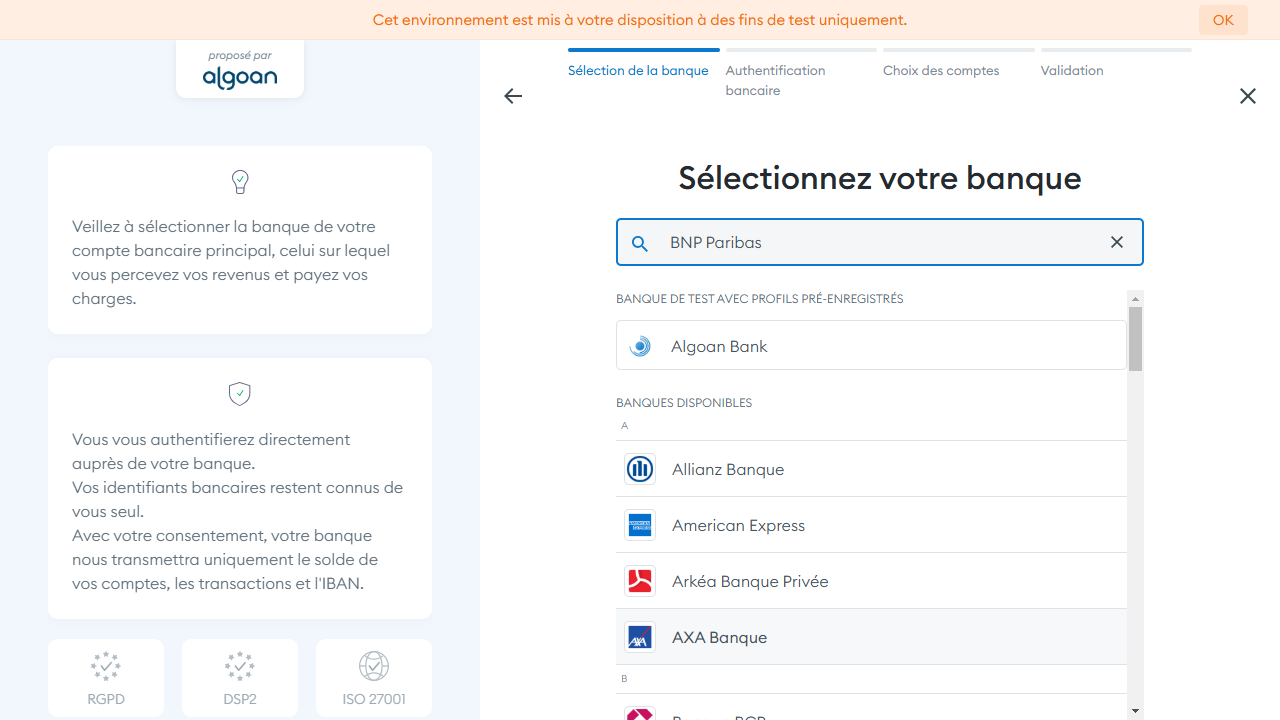 Cet environnement est mis à votre disposition à des fins de test uniquement.
OK
proposé par
algoan
Veillez à sélectionner la banque de votre
compte bancaire principal, celui sur lequel
vous percevez vos revenus et payez vos
charges.
Vous vous authentifierez directement
auprès de votre banque.
Vos identifiants bancaires restent connus de
vous seul.
Avec votre consentement, votre banque
nous transmettra uniquement le solde de
vos comptes, les transactions et l'IBAN.
RGPD
DSP2
ISO 27001
Sélection de la banque
Authentification
bancaire
Choix des comptes
Validation
Sélectionnez votre banque
BNP Paribas
BANQUE DE TEST AVEC PROFILS PRÉ-ENREGISTRÉS
Algoan Bank
BANQUES DISPONIBLES
A
Allianz Banque
American Express
Arkéa Banque Privée
AXA Banque
B
Banque BCP